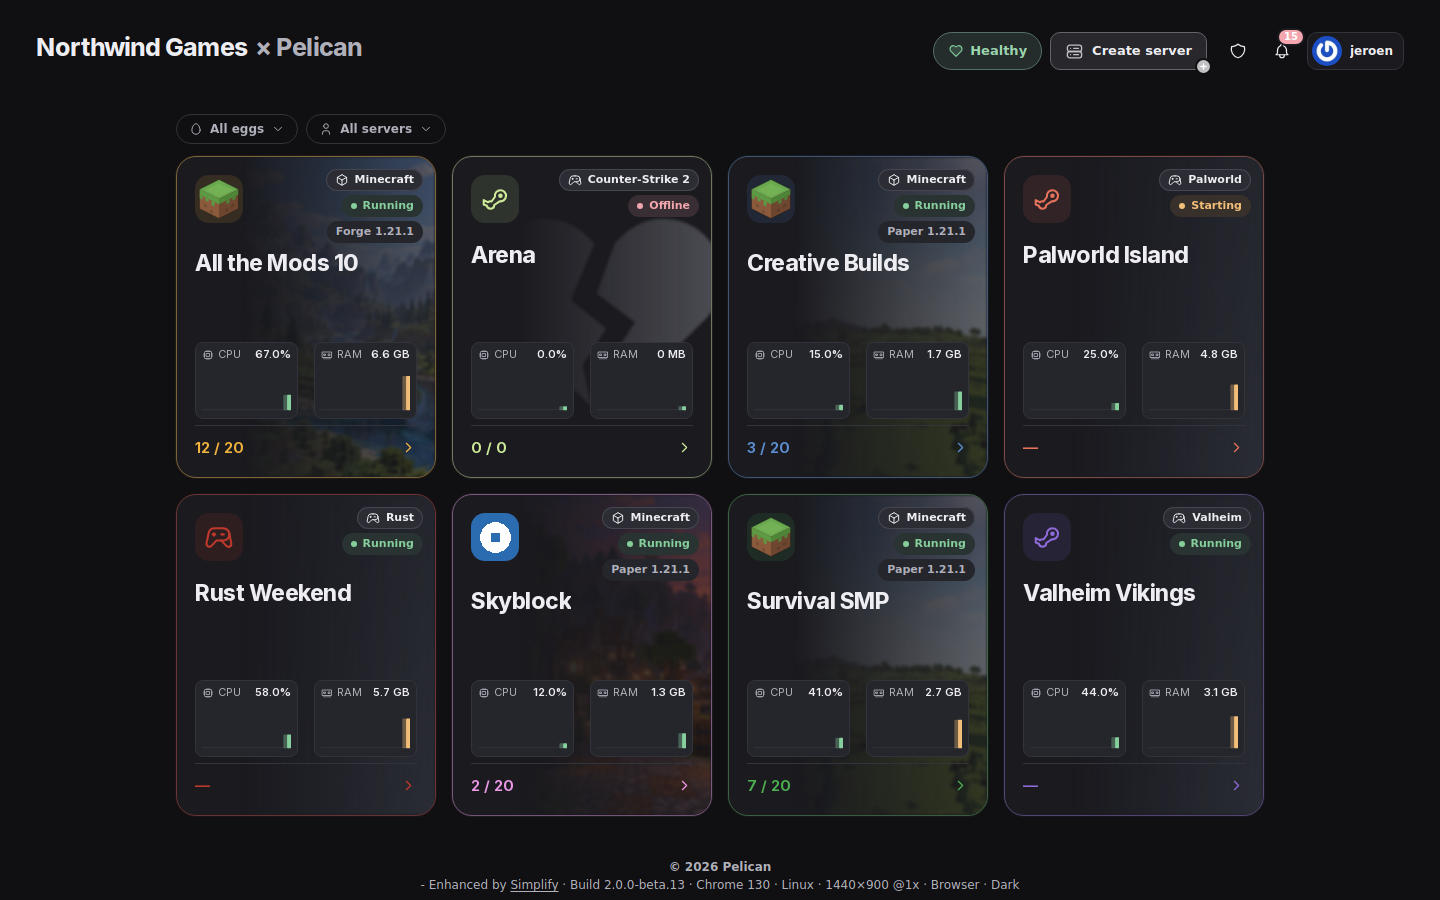 Northwind Games × Pelican
Healthy
Create server
15
jeroen
All eggs
All servers
Minecraft
Running
Forge 1.21.1
All the Mods 10
CPU 67.0%
RAM 6.6 GB
12 / 20
Counter-Strike 2
Offline
Arena
CPU 0.0%
RAM 0 MB
0 / 0
Minecraft
Running
Paper 1.21.1
Creative Builds
CPU 15.0%
RAM 1.7 GB
3 / 20
Palworld
Starting
Palworld Island
CPU 25.0%
RAM 4.8 GB
—
Rust
Running
Rust Weekend
CPU 58.0%
RAM 5.7 GB
—
Minecraft
Running
Paper 1.21.1
Skyblock
CPU 12.0%
RAM 1.3 GB
2 / 20
Minecraft
Running
Paper 1.21.1
Survival SMP
CPU 41.0%
RAM 2.7 GB
7 / 20
Valheim
Running
Valheim Vikings
CPU 44.0%
RAM 3.1 GB
—
© 2026 Pelican
- Enhanced by Simplify · Build 2.0.0-beta.13 · Chrome 130 · Linux · 1440×900 @1x · Browser · Dark